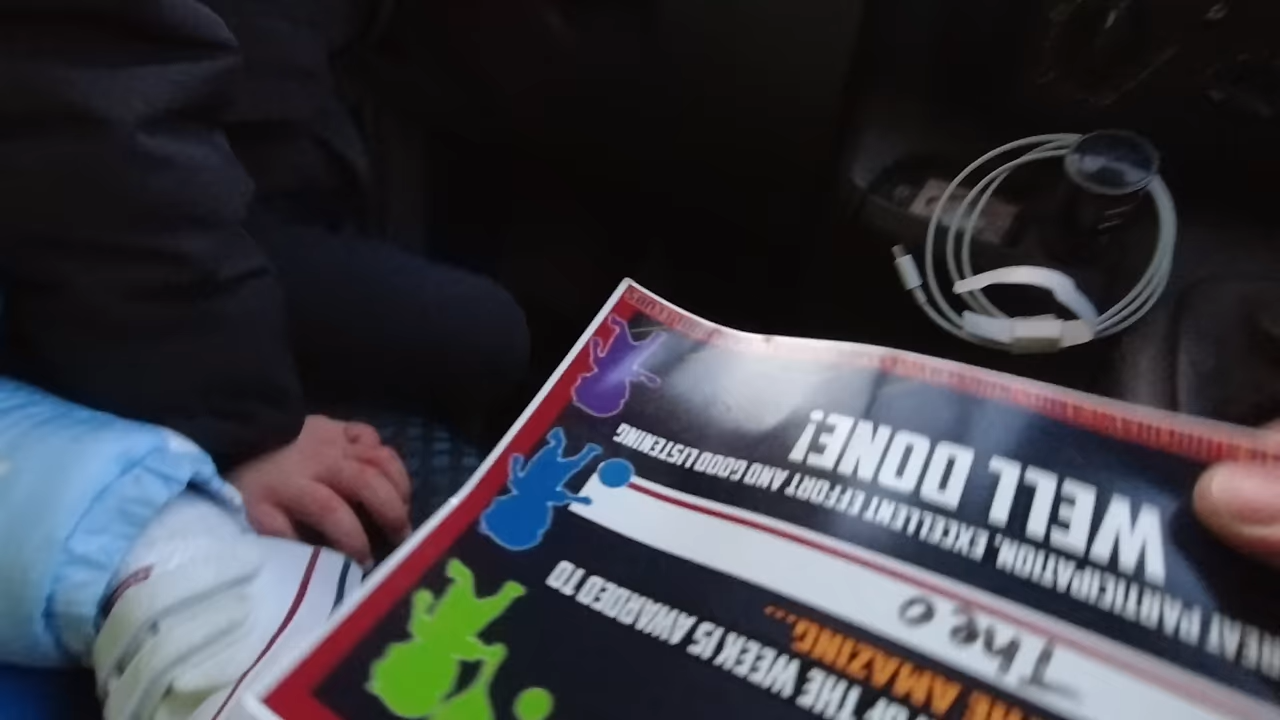 OF THE WEEK IS AWARDED TO
THE AMAZING...
Theo
PARTICIPATION, EXCELLENT EFFORT AND GOOD LISTENING
WELL DONE!